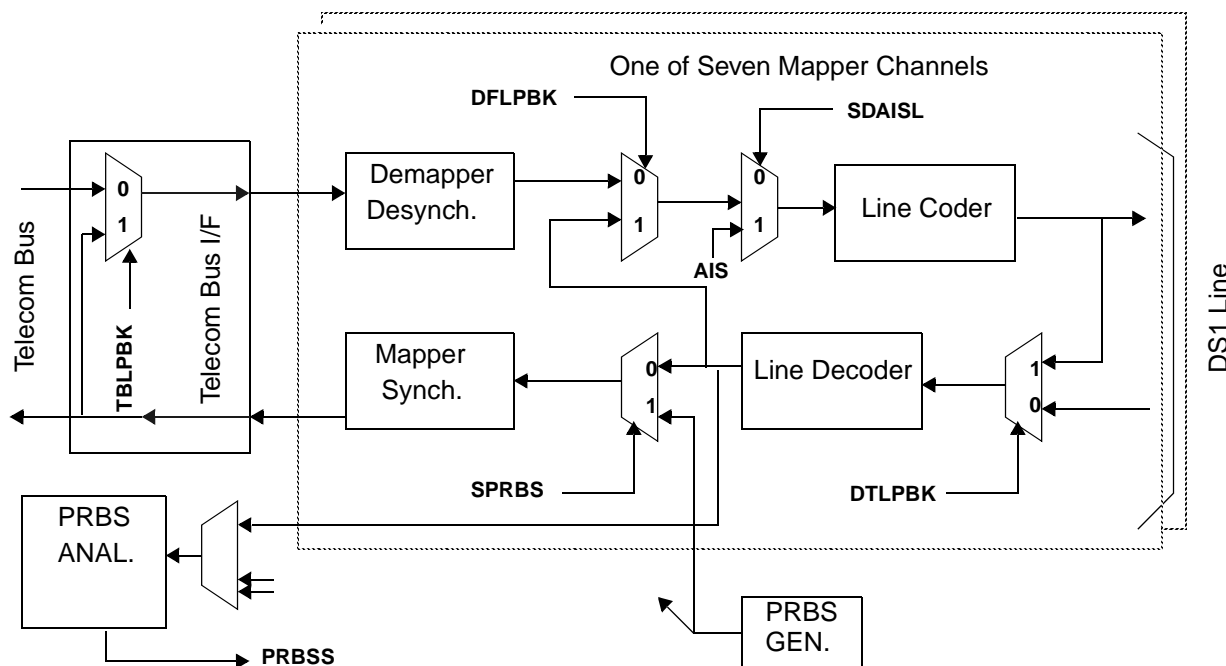 One of Seven Mapper Channels
DFLPBK
SDAISL
Telecom Bus
0
1
TBLPBK
Telecom Bus I/F
Demapper
Desynch.
0
1
0
1
AIS
Line Coder
DS1 Line
Mapper
Synch.
0
1
Line Decoder
1
0
SPRBS
DTLPBK
PRBS
ANAL.
PRBSS
PRBS
GEN.